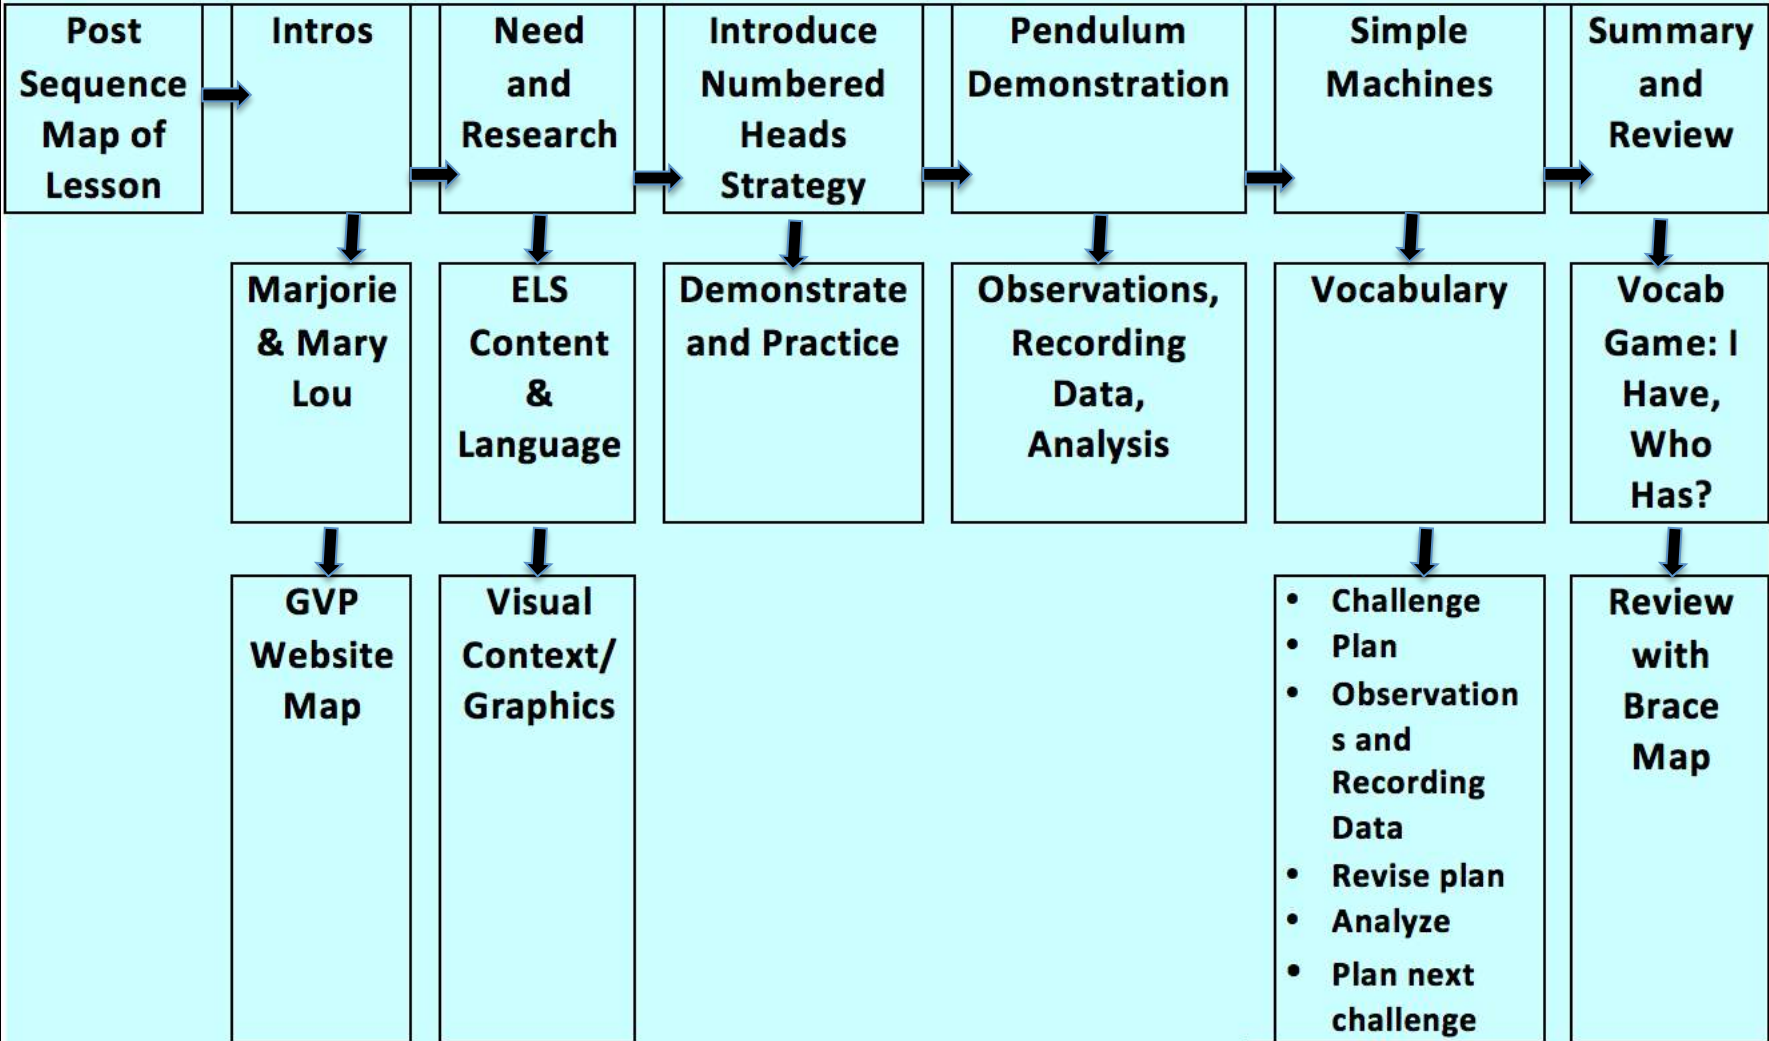 Post
Sequence
Map of
Lesson
Intros
Need
and
Research
Introduce
Numbered
Heads
Strategy
Pendulum
Demonstration
Simple
Machines
Summary
and
Review
Marjorie
& Mary
Lou
ELS
Content
&
Language
Demonstrate
and Practice
Observations,
Recording
Data,
Analysis
Vocabulary
Vocab
Game: I
Have,
Who
Has?
GVP
Website
Map
Visual
Context/
Graphics
• Challenge
• Plan
• Observation
s and
Recording
Data
• Revise plan
• Analyze
• Plan next
challenge
Review
with
Brace
Map